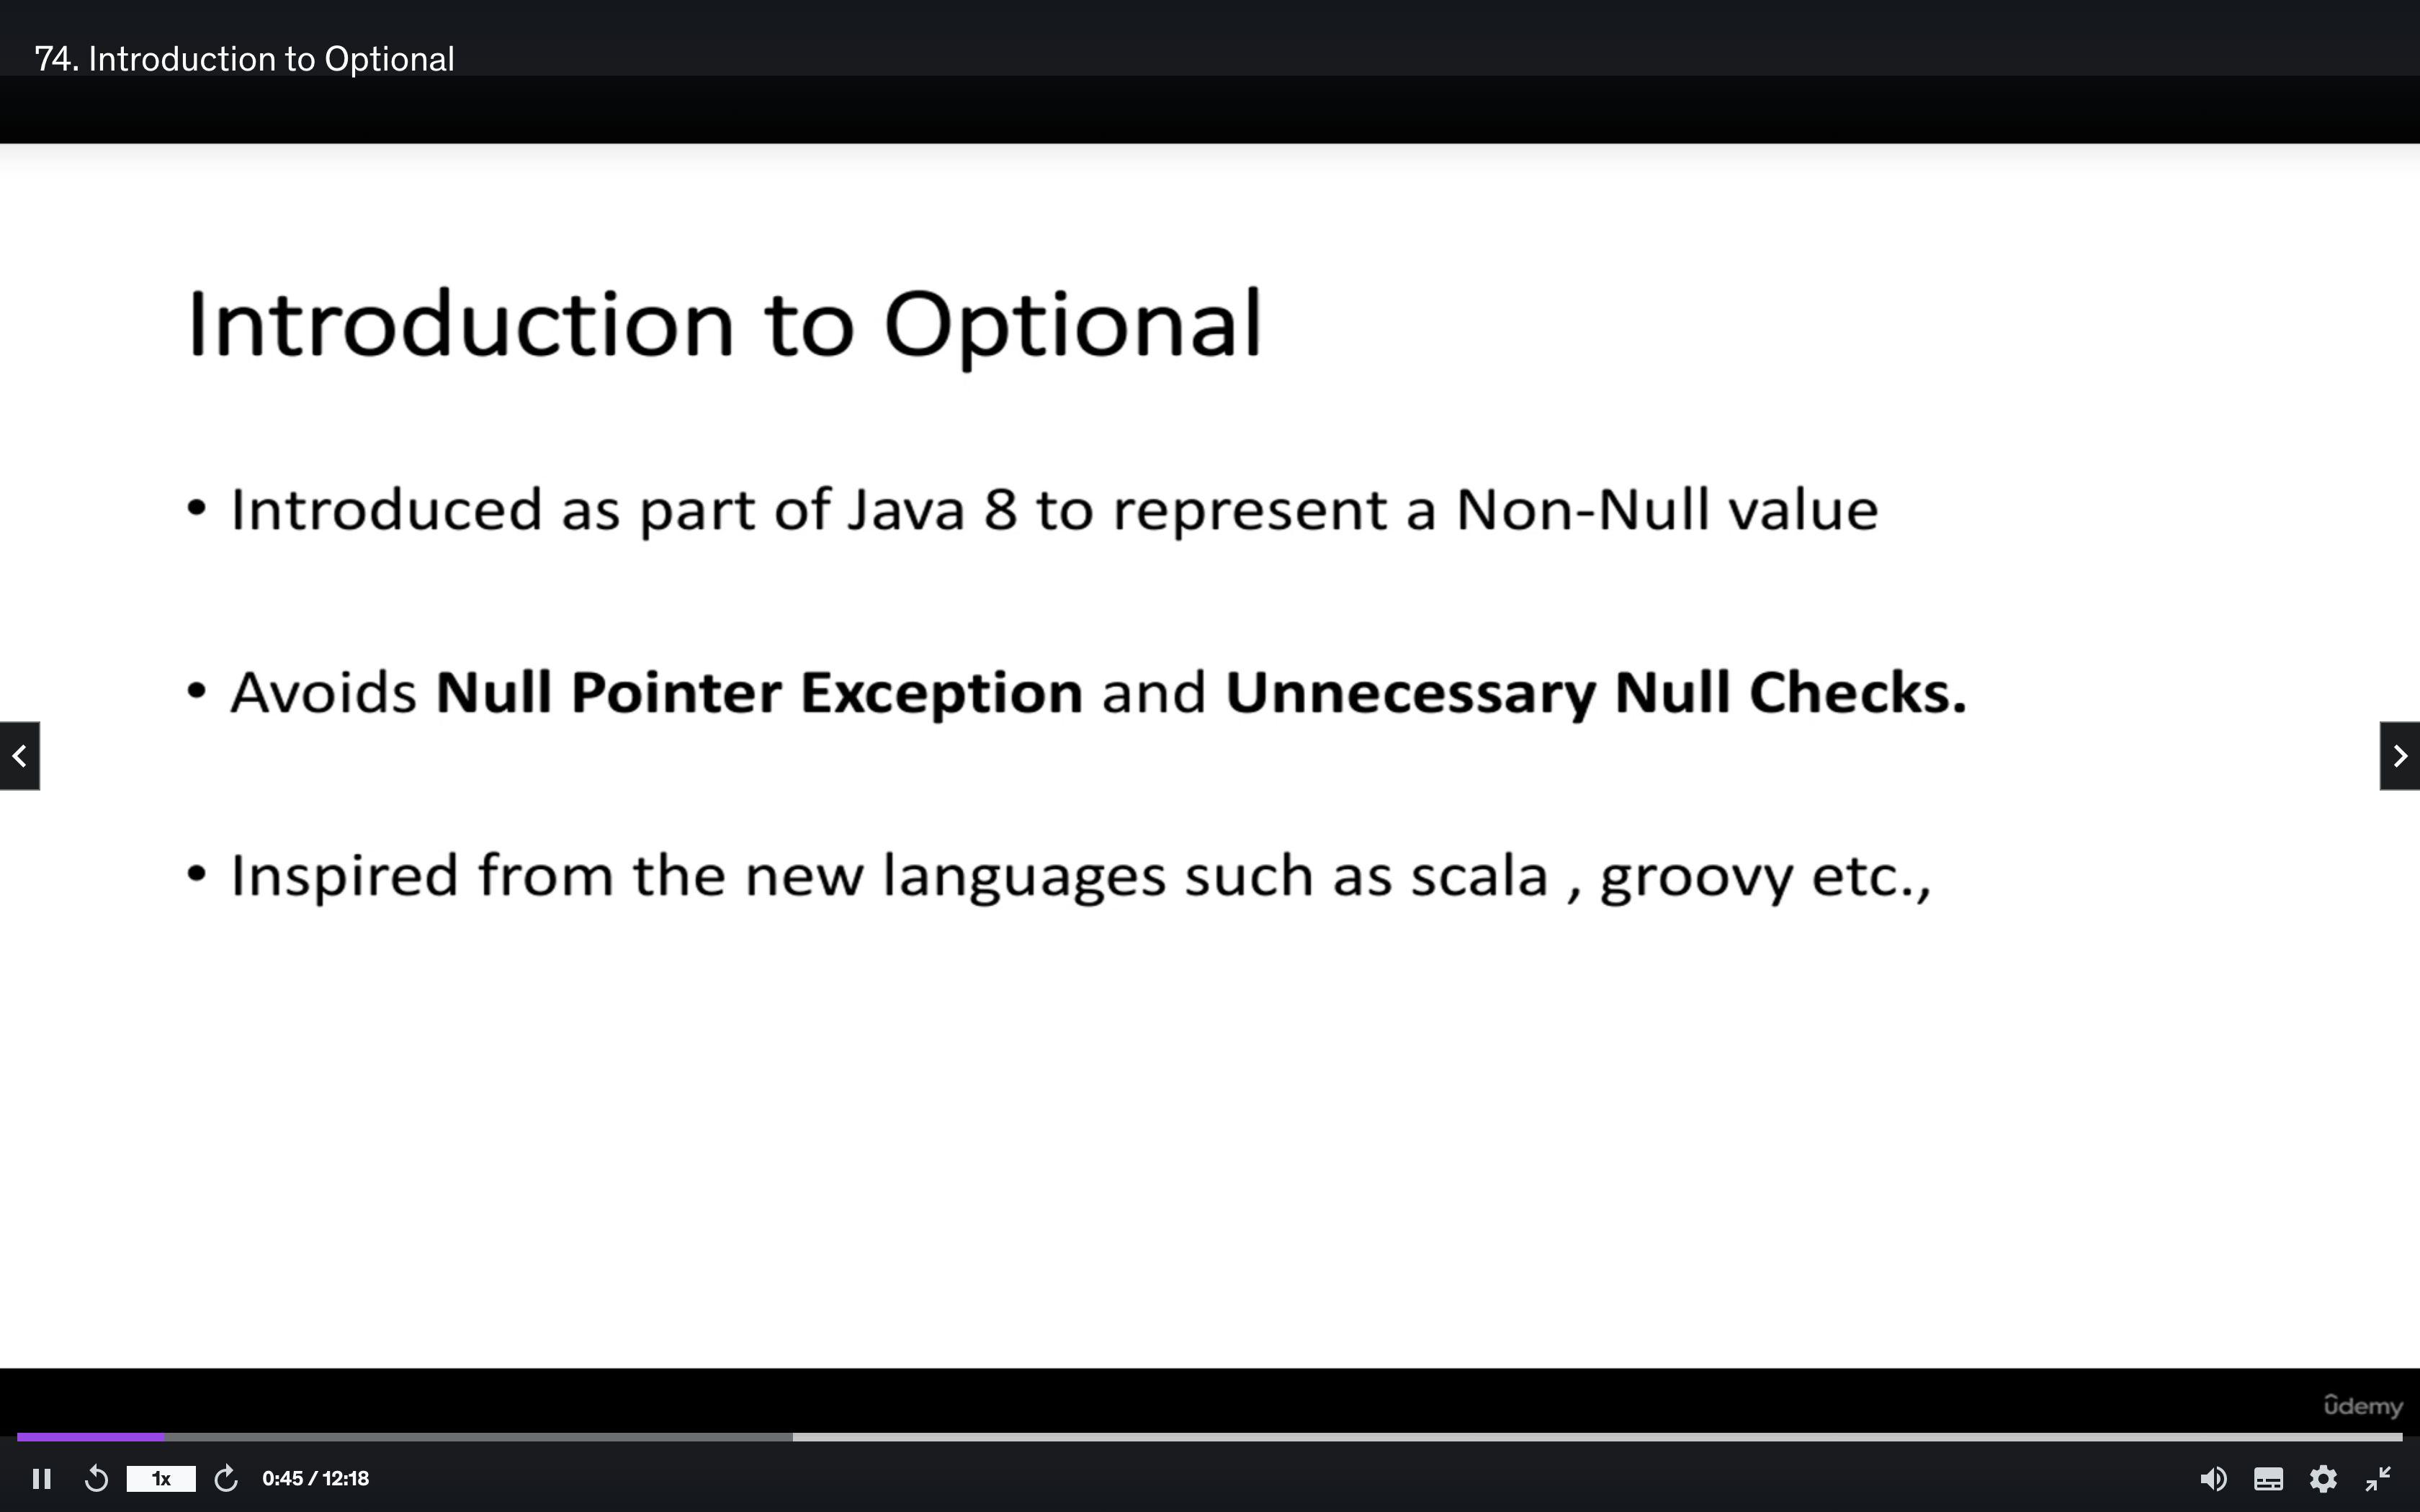 74. Introduction to Optional
Introduction to Optional
• Introduced as part of Java 8 to represent a Non-Null value
• Avoids Null Pointer Exception and Unnecessary Null Checks.
• Inspired from the new languages such as scala , groovy etc.,
ûdemy
1x
0:45 / 12:18